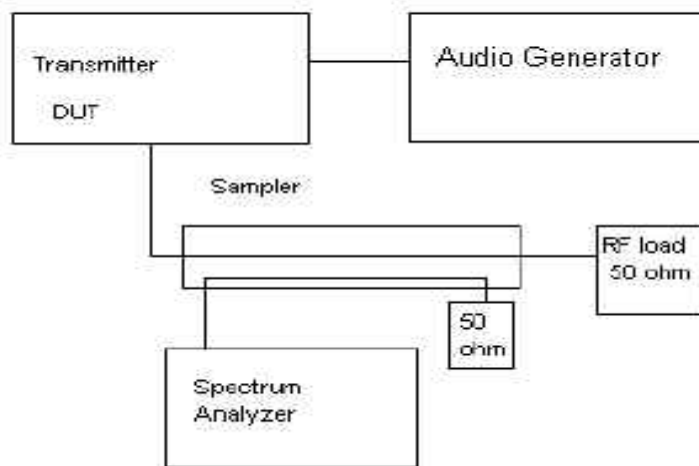 Transmitter
DUT
Audio Generator
Sampler
RF load
50 ohm
50
ohm
Spectrum
Analyzer